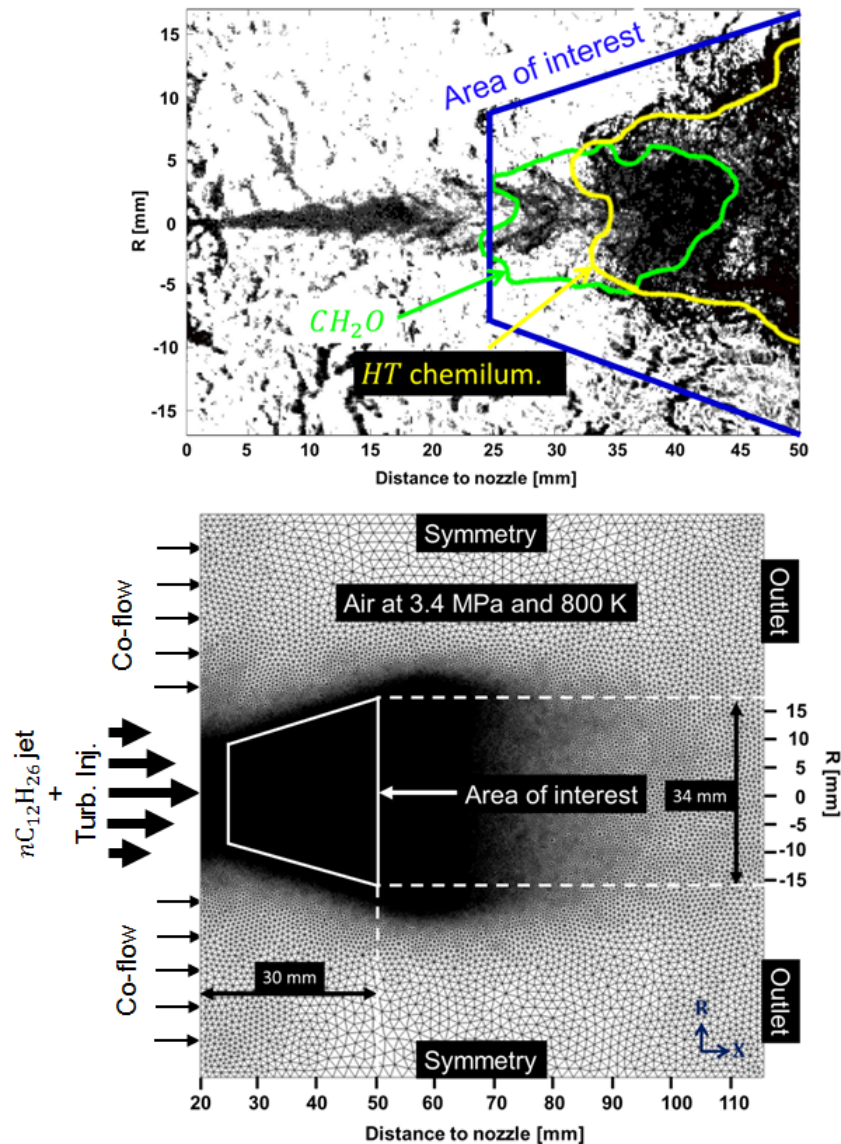 15
10
5
0
-5
-10
-15
R [mm]
Area of interest
CH₂O
HT chemilum.
0 5 10 15 20 25 30 35 40 45 50
Distance to nozzle [mm]
Symmetry
Air at 3.4 MPa and 800 K
Outlet
Co-flow
nC₁₂H₂₆ jet
+
Turb. Inj.
Area of interest
34 mm
15
10
5
0
-5
-10
-15
R [mm]
Co-flow
30 mm
Outlet
R
X
Symmetry
20 30 40 50 60 70 80 90 100 110
Distance to nozzle [mm]